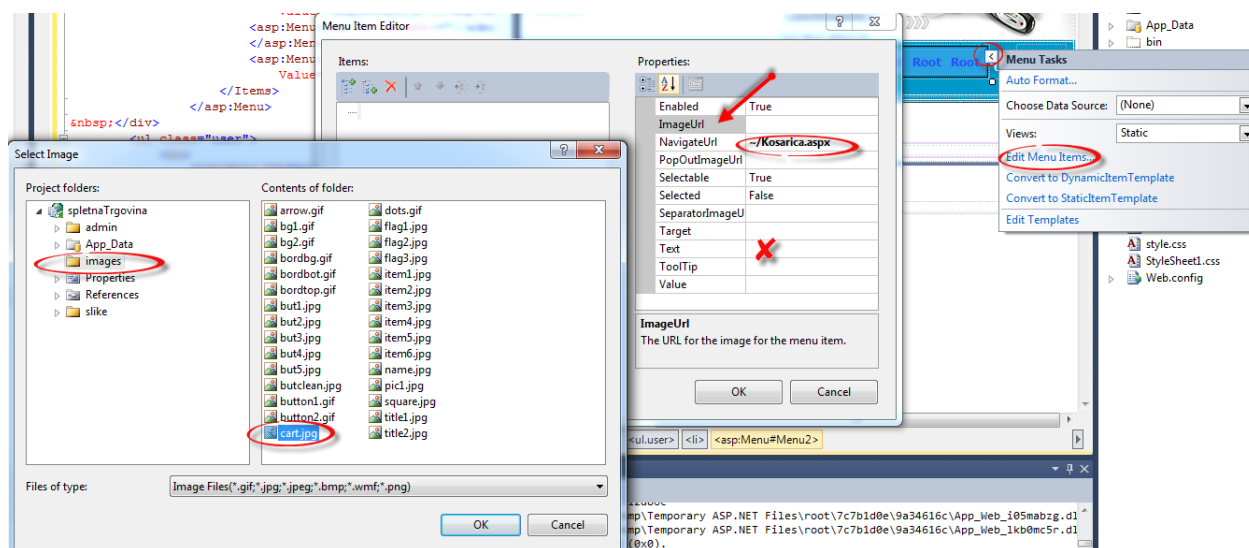 <asp:Menu
</asp:Men
<asp:Menu
Value
</Items>
</asp:Menu>
&nbsp;</div>
<ul class="user">
Menu Item Editor
Items:
Properties:
Enabled True
ImageUrl
NavigateUrl ~/Kosarica.aspx
PopOutImageUrl
Selectable True
Selected False
SeparatorImageU
Target
Text
ToolTip
Value
ImageUrl
The URL for the image for the menu item.
OK Cancel
Select Image
Project folders:
spletnaTrgovina
admin
App_Data
images
Properties
References
slike
Contents of folder:
arrow.gif
bg1.gif
bg2.gif
bordbg.gif
bordbot.gif
bordtop.gif
but1.jpg
but2.jpg
but3.jpg
but4.jpg
but5.jpg
butclean.jpg
button1.gif
button2.gif
cart.jpg
dots.gif
flag1.jpg
flag2.jpg
flag3.jpg
item1.jpg
item2.jpg
item3.jpg
item4.jpg
item5.jpg
item6.jpg
name.jpg
pic1.jpg
square.jpg
title1.jpg
title2.jpg
Files of type: Image Files(*.gif;*.jpg;*.jpeg;*.bmp;*.wmf;*.png)
OK Cancel
Root Root
Menu Tasks
Auto Format...
Choose Data Source: (None)
Views: Static
Edit Menu Items...
Convert to DynamicItemTemplate
Convert to StaticItemTemplate
Edit Templates
App_Data
bin
style.css
StyleSheet1.css
Web.config
<ul.user> <li> <asp:Menu#Menu2>
mp\Temporary ASP.NET Files\root\7c7b1d0e\9a34616c\App_Web_i05mabzg.dl
mp\Temporary ASP.NET Files\root\7c7b1d0e\9a34616c\App_Web_lkb0mc5r.dl
(0x0).